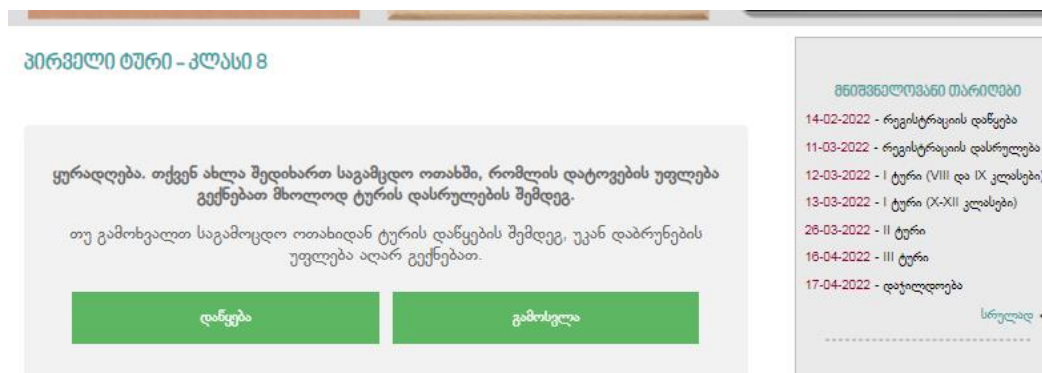 პირველი ტური - კლასი 8
ყურადღება. თქვენ ახლა შედიხართ საგამცდო ოთახში, რომლის დატოვების უფლება
გექნებათ მხოლოდ ტურის დასრულების შემდეგ.
თუ გამოხვალთ საგამოცდო ოთახიდან ტურის დაწყების შემდეგ, უკან დაბრუნების
უფლება აღარ გექნებათ.
დაწყება
გამოსვლა
მნიშვნელოვანი თარიღები
14-02-2022 - რეგისტრაციის დაწყება
11-03-2022 - რეგისტრაციის დასრულება
12-03-2022 - I ტური (VIII და IX კლასები)
13-03-2022 - I ტური (X-XII კლასები)
26-03-2022 - II ტური
16-04-2022 - III ტური
17-04-2022 - დაჯილდოება
სრულად